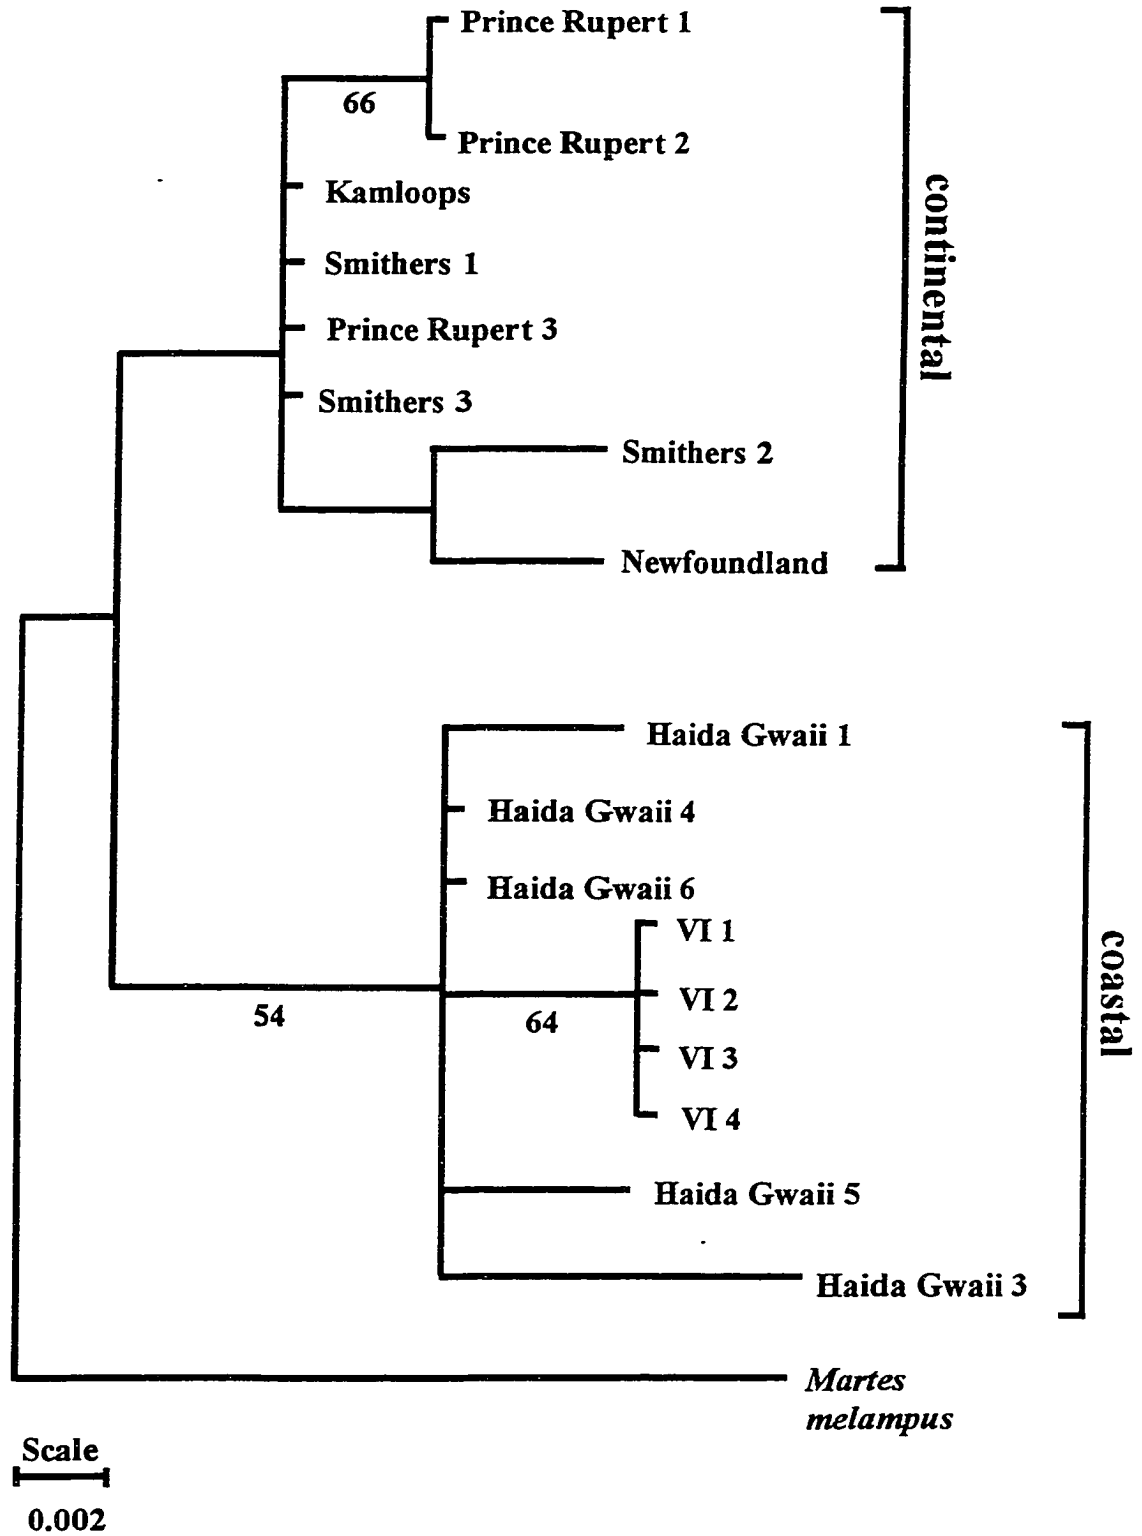 Prince Rupert 1
66
Prince Rupert 2
Kamloops
Smithers 1
Prince Rupert 3
Smithers 3
Smithers 2
Newfoundland
continental
Haida Gwaii 1
Haida Gwaii 4
Haida Gwaii 6
VI 1
VI 2
54
64
VI 3
VI 4
Haida Gwaii 5
Haida Gwaii 3
coastal
Martes
melampus
Scale
0.002